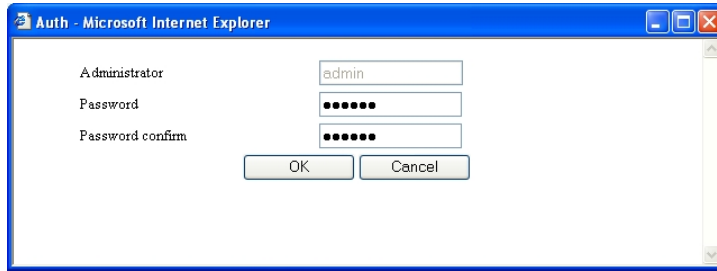 Auth - Microsoft Internet Explorer
Administrator admin
Password ●●●●●●
Password confirm ●●●●●●
OK Cancel